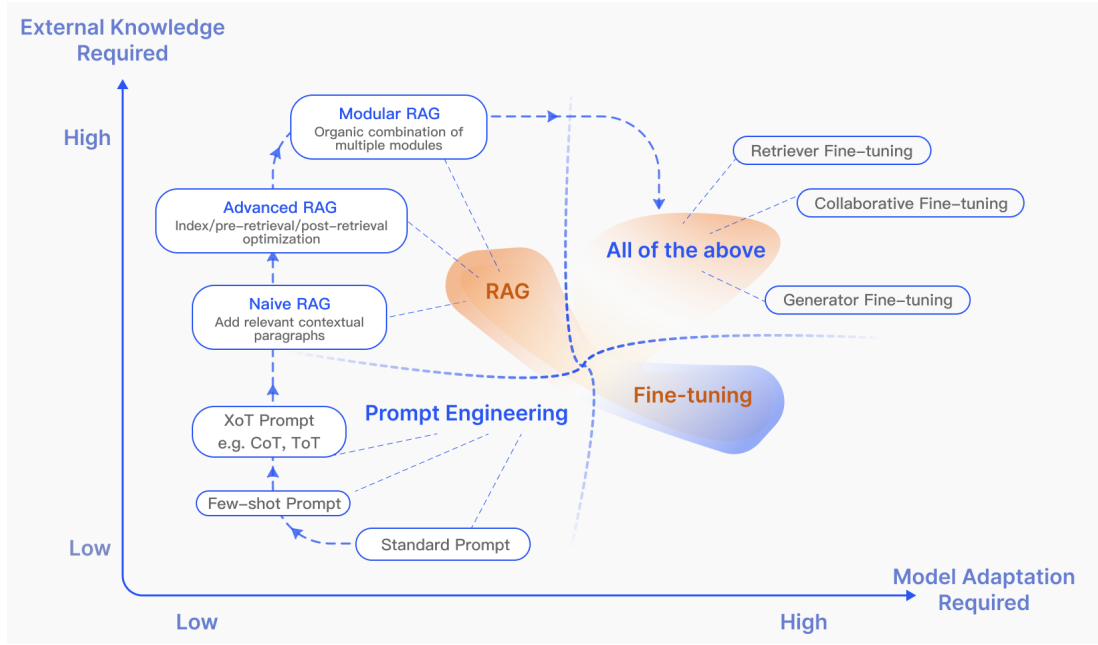 External Knowledge
Required
High
Modular RAG
Organic combination of
multiple modules
Retriever Fine-tuning
Collaborative Fine-tuning
Advanced RAG
Index/pre-retrieval/post-retrieval
optimization
All of the above
RAG
Generator Fine-tuning
Naive RAG
Add relevant contextual
paragraphs
Fine-tuning
Prompt Engineering
XoT Prompt
e.g. CoT, ToT
Few-shot Prompt
Standard Prompt
Low
Model Adaptation
Required
Low
High